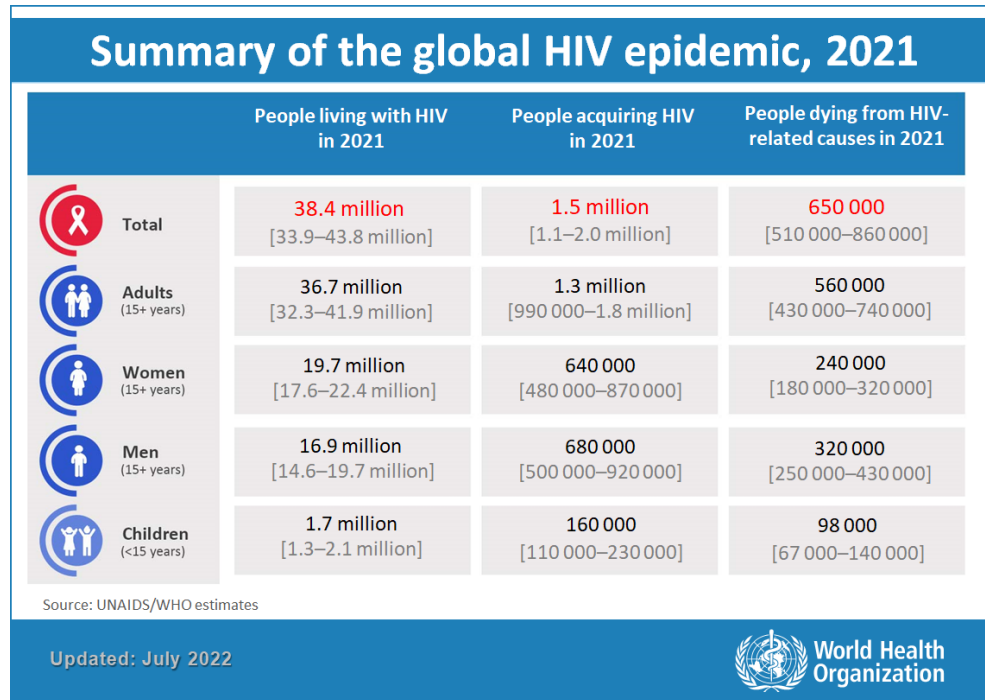 Summary of the global HIV epidemic, 2021
People living with HIV
in 2021
People acquiring HIV
in 2021
People dying from HIV-
related causes in 2021
Total
38.4 million
[33.9–43.8 million]
1.5 million
[1.1–2.0 million]
650 000
[510 000–860 000]
Adults
(15+ years)
36.7 million
[32.3–41.9 million]
1.3 million
[990 000–1.8 million]
560 000
[430 000–740 000]
Women
(15+ years)
19.7 million
[17.6–22.4 million]
640 000
[480 000–870 000]
240 000
[180 000–320 000]
Men
(15+ years)
16.9 million
[14.6–19.7 million]
680 000
[500 000–920 000]
320 000
[250 000–430 000]
Children
(<15 years)
1.7 million
[1.3–2.1 million]
160 000
[110 000–230 000]
98 000
[67 000–140 000]
Source: UNAIDS/WHO estimates
Updated: July 2022
World Health
Organization